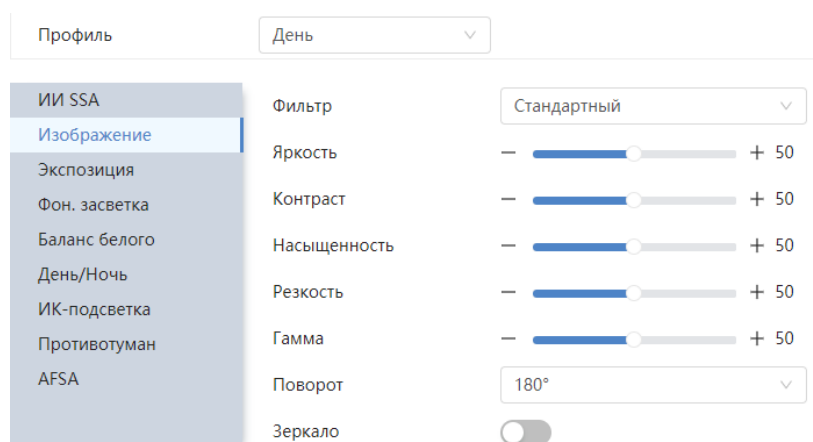 Профиль День
ИИ SSA
Изображение
Экспозиция
Фон. засветка
Баланс белого
День/Ночь
ИК-подсветка
Противотуман
AFSA
Фильтр Стандартный
Яркость − + 50
Контраст − + 50
Насыщенность − + 50
Резкость − + 50
Гамма − + 50
Поворот 180°
Зеркало